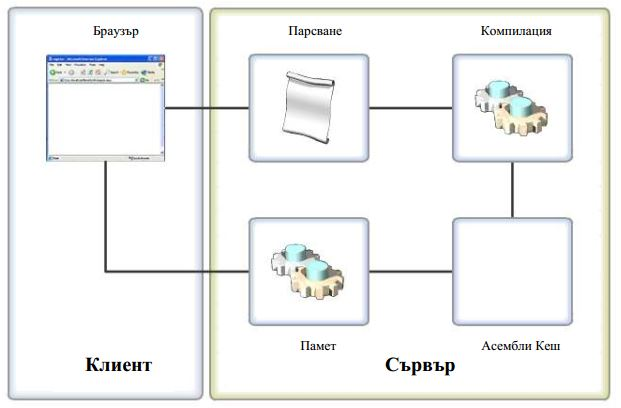 Браузър
Парсване
Компилация
Памет
Асембли Кеш
Клиент
Сървър